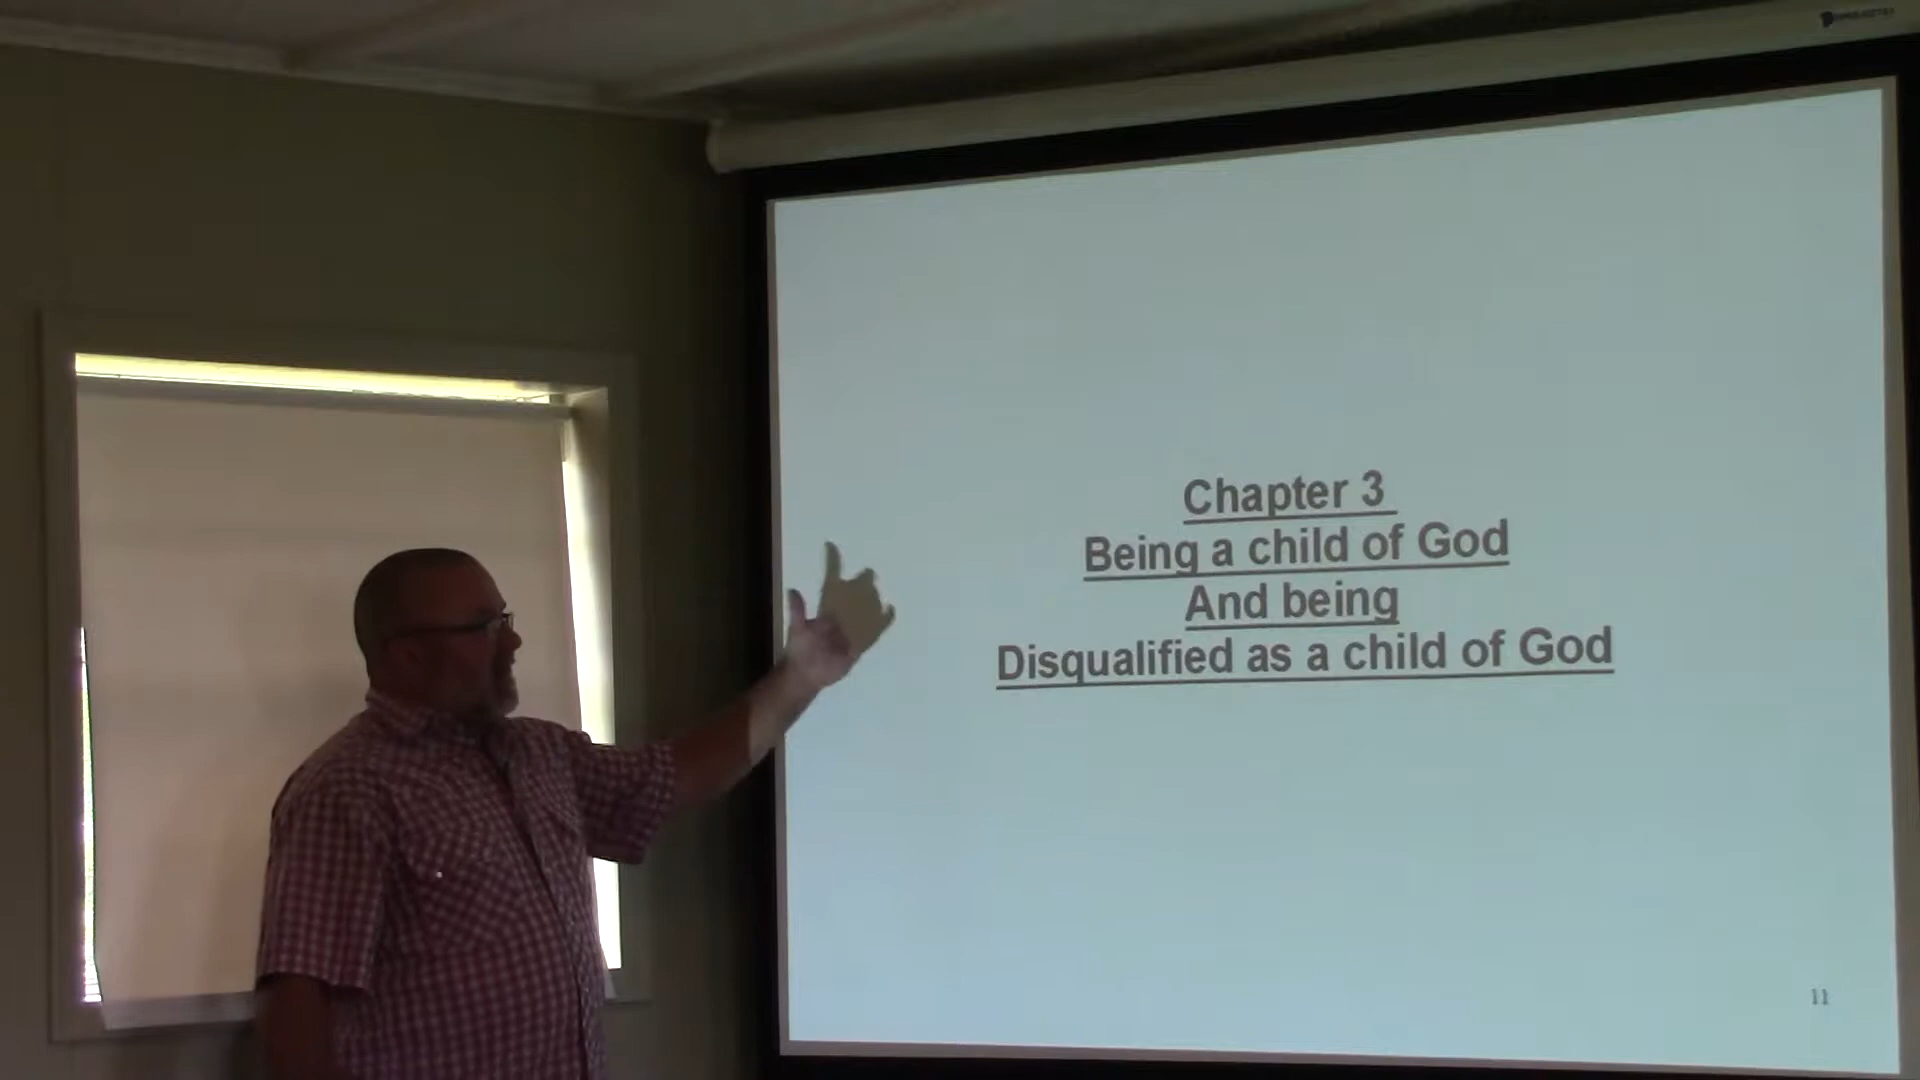 Chapter 3
Being a child of God
And being
Disqualified as a child of God
11